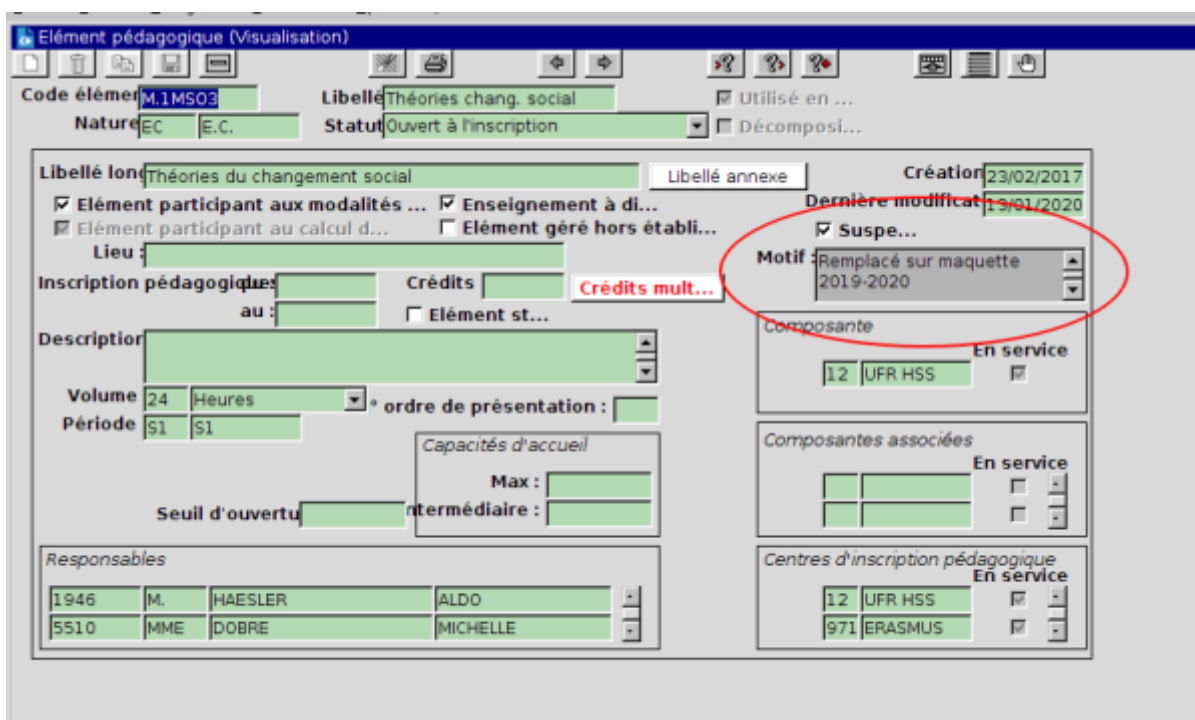 Elément pédagogique (Visualisation)
Code élémen M.1MS03 Libellé Théories chang. social Utilisé en ...
Nature EC E.C. Statut Ouvert à l'inscription Décomposi...
Libellé long Théories du changement social Libellé annexe Création 23/02/2017
Elément participant aux modalités ... Enseignement à di... Dernière modificat 13/01/2020
Elément participant au calcul d... Elément géré hors établi... Suspe...
Lieu : Motif : Remplacé sur maquette
2019-2020
Inscription pédagogique Crédits Crédits mult...
au : Elément st...
Description
Composante
En service
12 UFR HSS
Volume 24 Heures ° ordre de présentation :
Période S1 S1
Capacités d'accueil
Max :
Seuil d'ouvertu ntermédiaire :
Composantes associées
En service
Responsables
1946 M. HAESLER ALDO
5510 MME DOBRE MICHELLE
Centres d'inscription pédagogique
En service
12 UFR HSS
971 ERASMUS